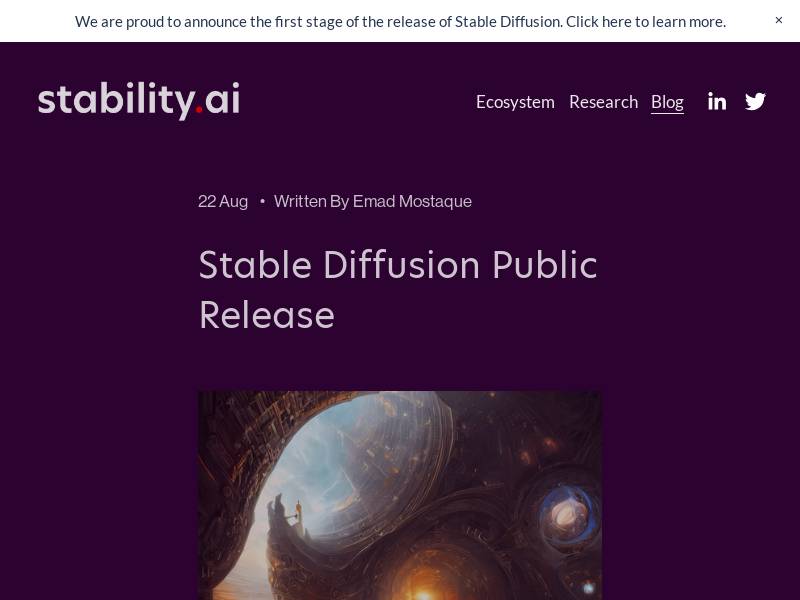 We are proud to announce the first stage of the release of Stable Diffusion. Click here to learn more. ×
stability.ai
Ecosystem Research Blog in
22 Aug • Written By Emad Mostaque
Stable Diffusion Public
Release